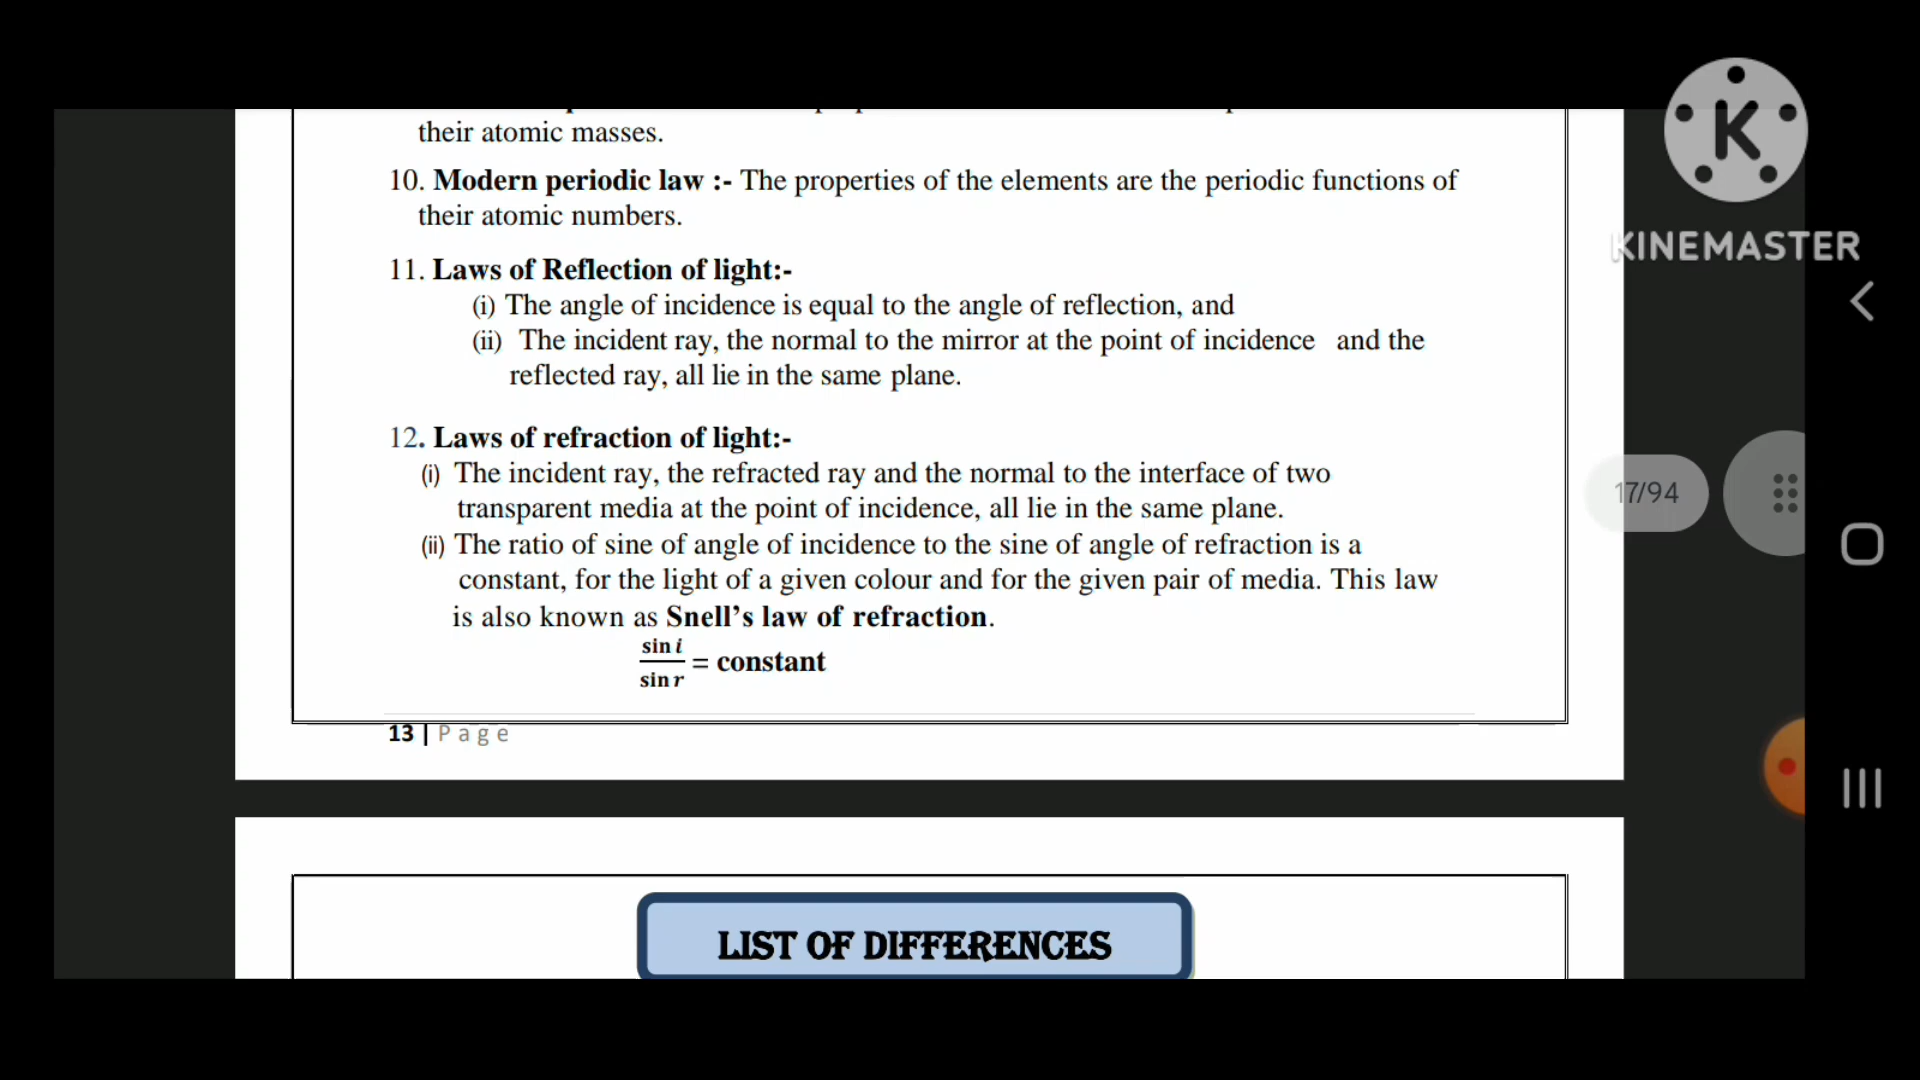 their atomic masses.
10. Modern periodic law :- The properties of the elements are the periodic functions of
their atomic numbers.
11. Laws of Reflection of light:-
(i) The angle of incidence is equal to the angle of reflection, and
(ii) The incident ray, the normal to the mirror at the point of incidence and the
reflected ray, all lie in the same plane.
12. Laws of refraction of light:-
(i) The incident ray, the refracted ray and the normal to the interface of two
transparent media at the point of incidence, all lie in the same plane.
(ii) The ratio of sine of angle of incidence to the sine of angle of refraction is a
constant, for the light of a given colour and for the given pair of media. This law
is also known as Snell’s law of refraction.
sin i
sin r
= constant
13 | Page
LIST OF DIFFERENCES
17/94
K
KINEMASTER